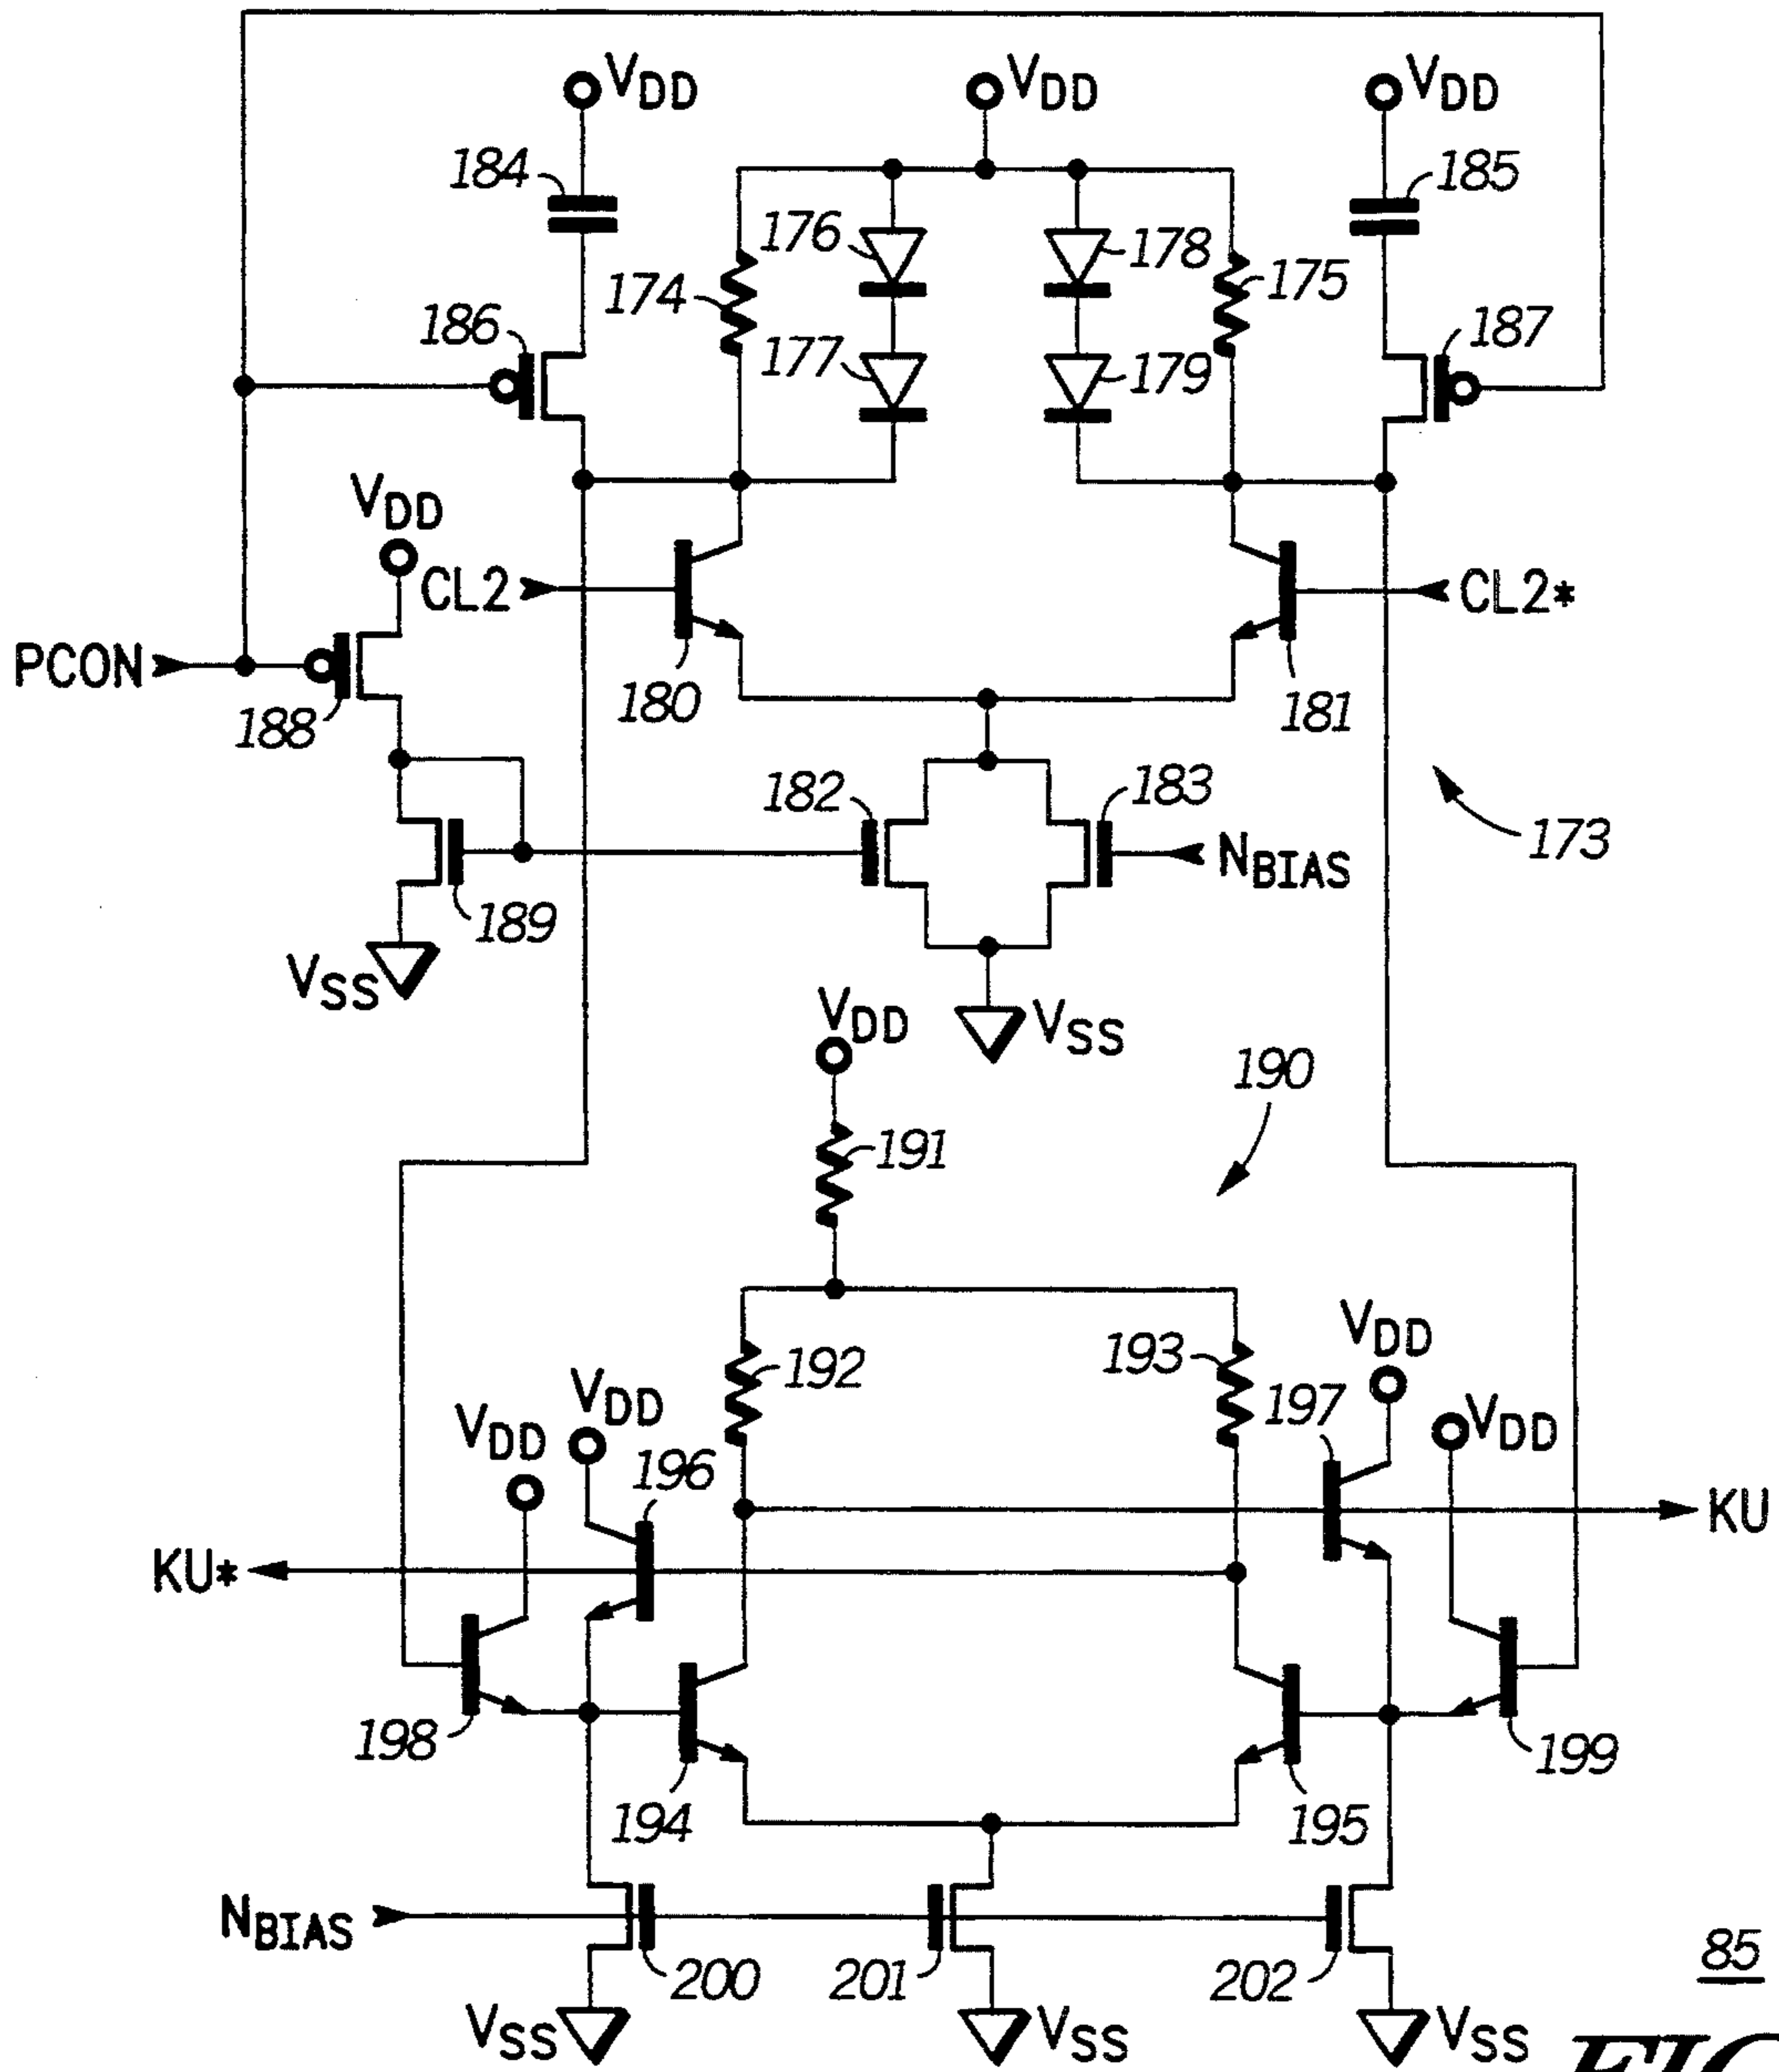 VDD
VDD
VDD
184
185
176
178
174
175
186
187
177
179
VDD
CL2
CL2*
PCON
180
181
188
182
183
173
NBIAS
189
VSS
VDD
VSS
190
191
192
193
VDD
197
VDD
VDD
VDD
196
KU
KU*
198
199
194
195
NBIAS
200
201
202
85
VSS
VSS
VSS